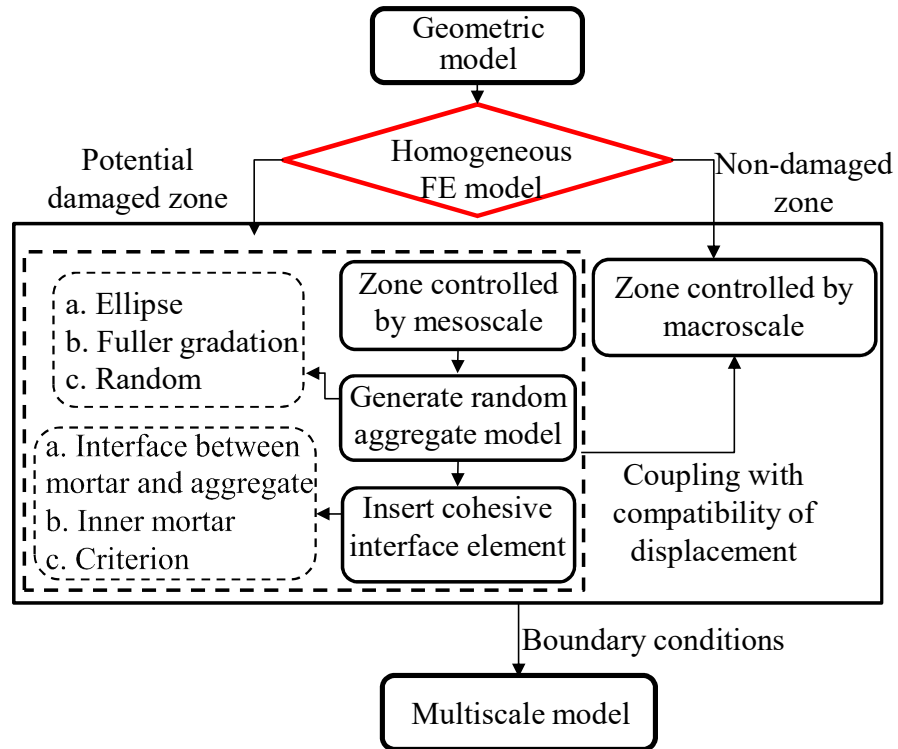 Geometric
model
Homogeneous
FE model
Potential
damaged zone
Non-damaged
zone
a. Ellipse
b. Fuller gradation
c. Random
Zone controlled
by mesoscale
Zone controlled by
macroscale
Generate random
aggregate model
a. Interface between
mortar and aggregate
b. Inner mortar
c. Criterion
Insert cohesive
interface element
Coupling with
compatibility of
displacement
Boundary conditions
Multiscale model